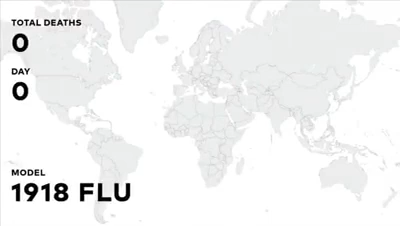 TOTAL DEATHS
0
DAY
0
MODEL
1918 FLU